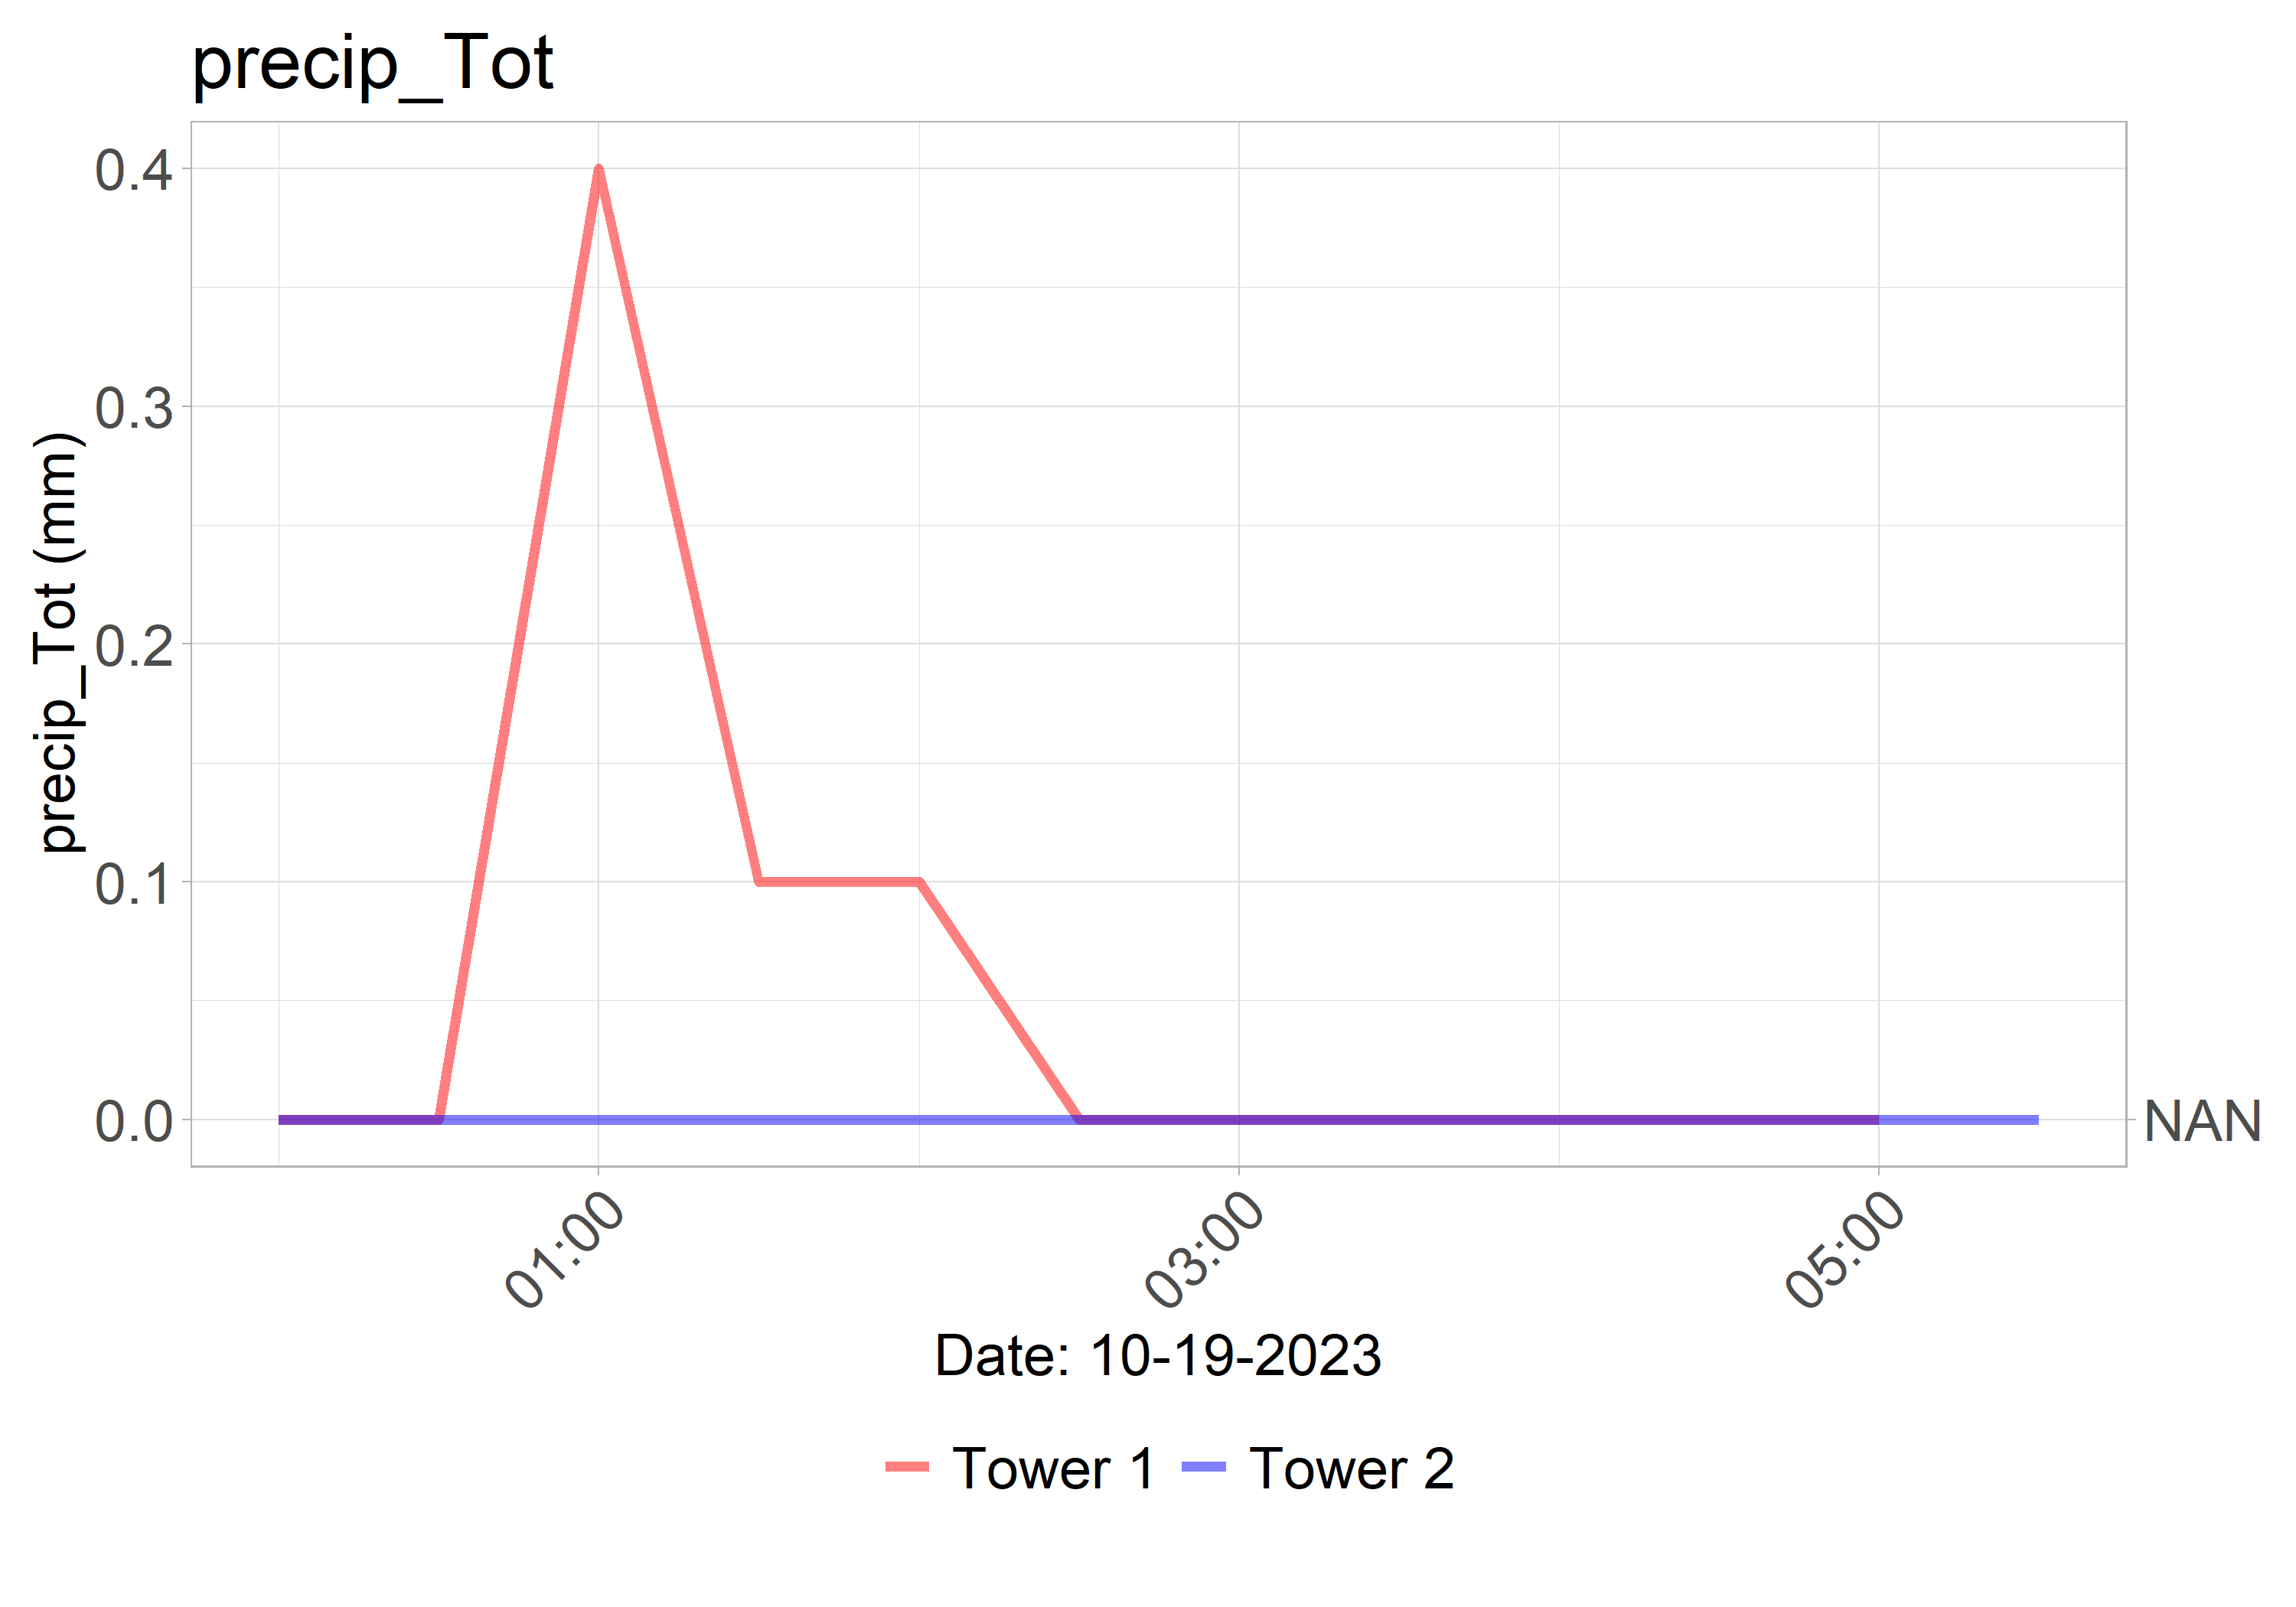 precip_Tot
precip_Tot (mm)
0.4
0.3
0.2
0.1
0.0
NAN
01:00
03:00
05:00
Date: 10-19-2023
Tower 1
Tower 2